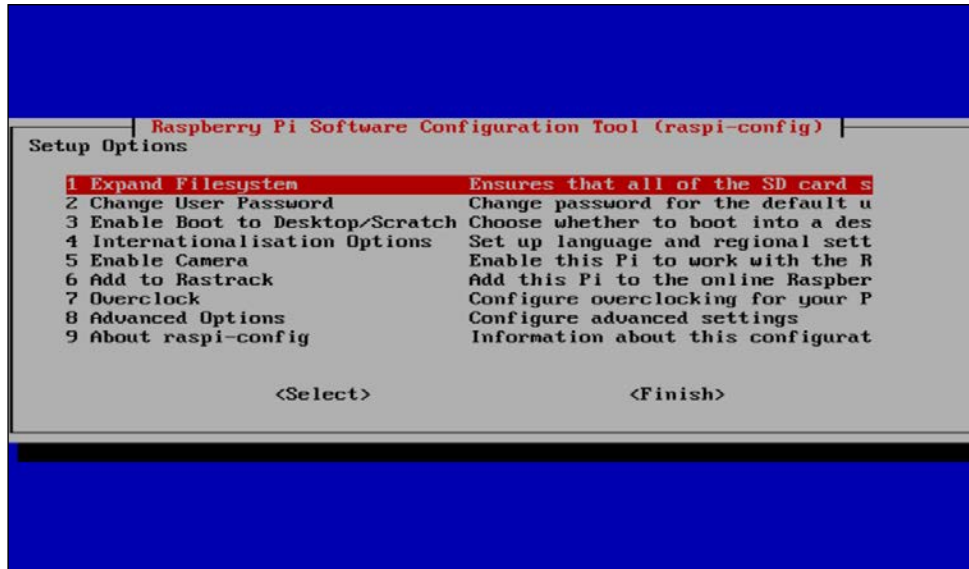 Raspberry Pi Software Configuration Tool (raspi-config)
Setup Options
1 Expand Filesystem Ensures that all of the SD card s
2 Change User Password Change password for the default u
3 Enable Boot to Desktop/Scratch Choose whether to boot into a des
4 Internationalisation Options Set up language and regional sett
5 Enable Camera Enable this Pi to work with the R
6 Add to Rastrack Add this Pi to the online Raspber
7 Overclock Configure overclocking for your P
8 Advanced Options Configure advanced settings
9 About raspi-config Information about this configurat
<Select> <Finish>